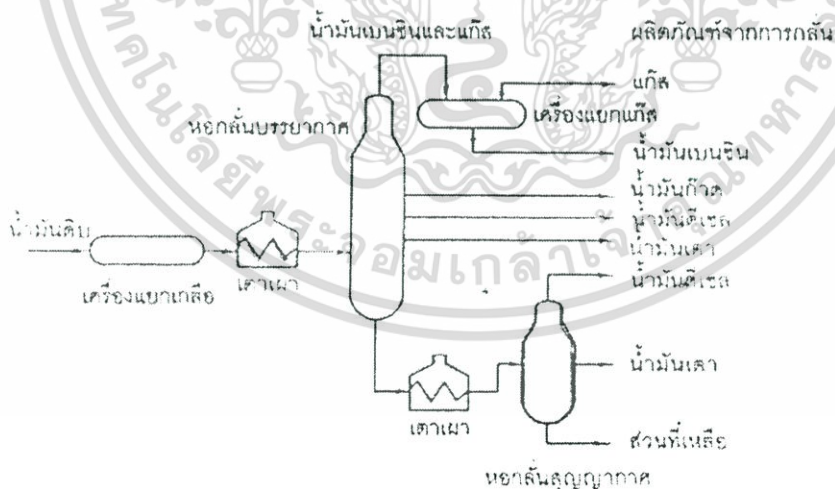 น้ำมันเบนซินและแก๊ส
ผลิตภัณฑ์จากการกลั่น
แก๊ส
เครื่องแยกแก๊ส
หอกลั่นบรรยากาศ
น้ำมันเบนซิน
น้ำมันก๊าด
น้ำมันดีเซล
น้ำมันเตา
น้ำมันดิบ
เครื่องแยกเกลือ
เตาเผา
น้ำมันดีเซล
น้ำมันเตา
เตาเผา
ส่วนที่เหลือ
หอกลั่นสุญญากาศ